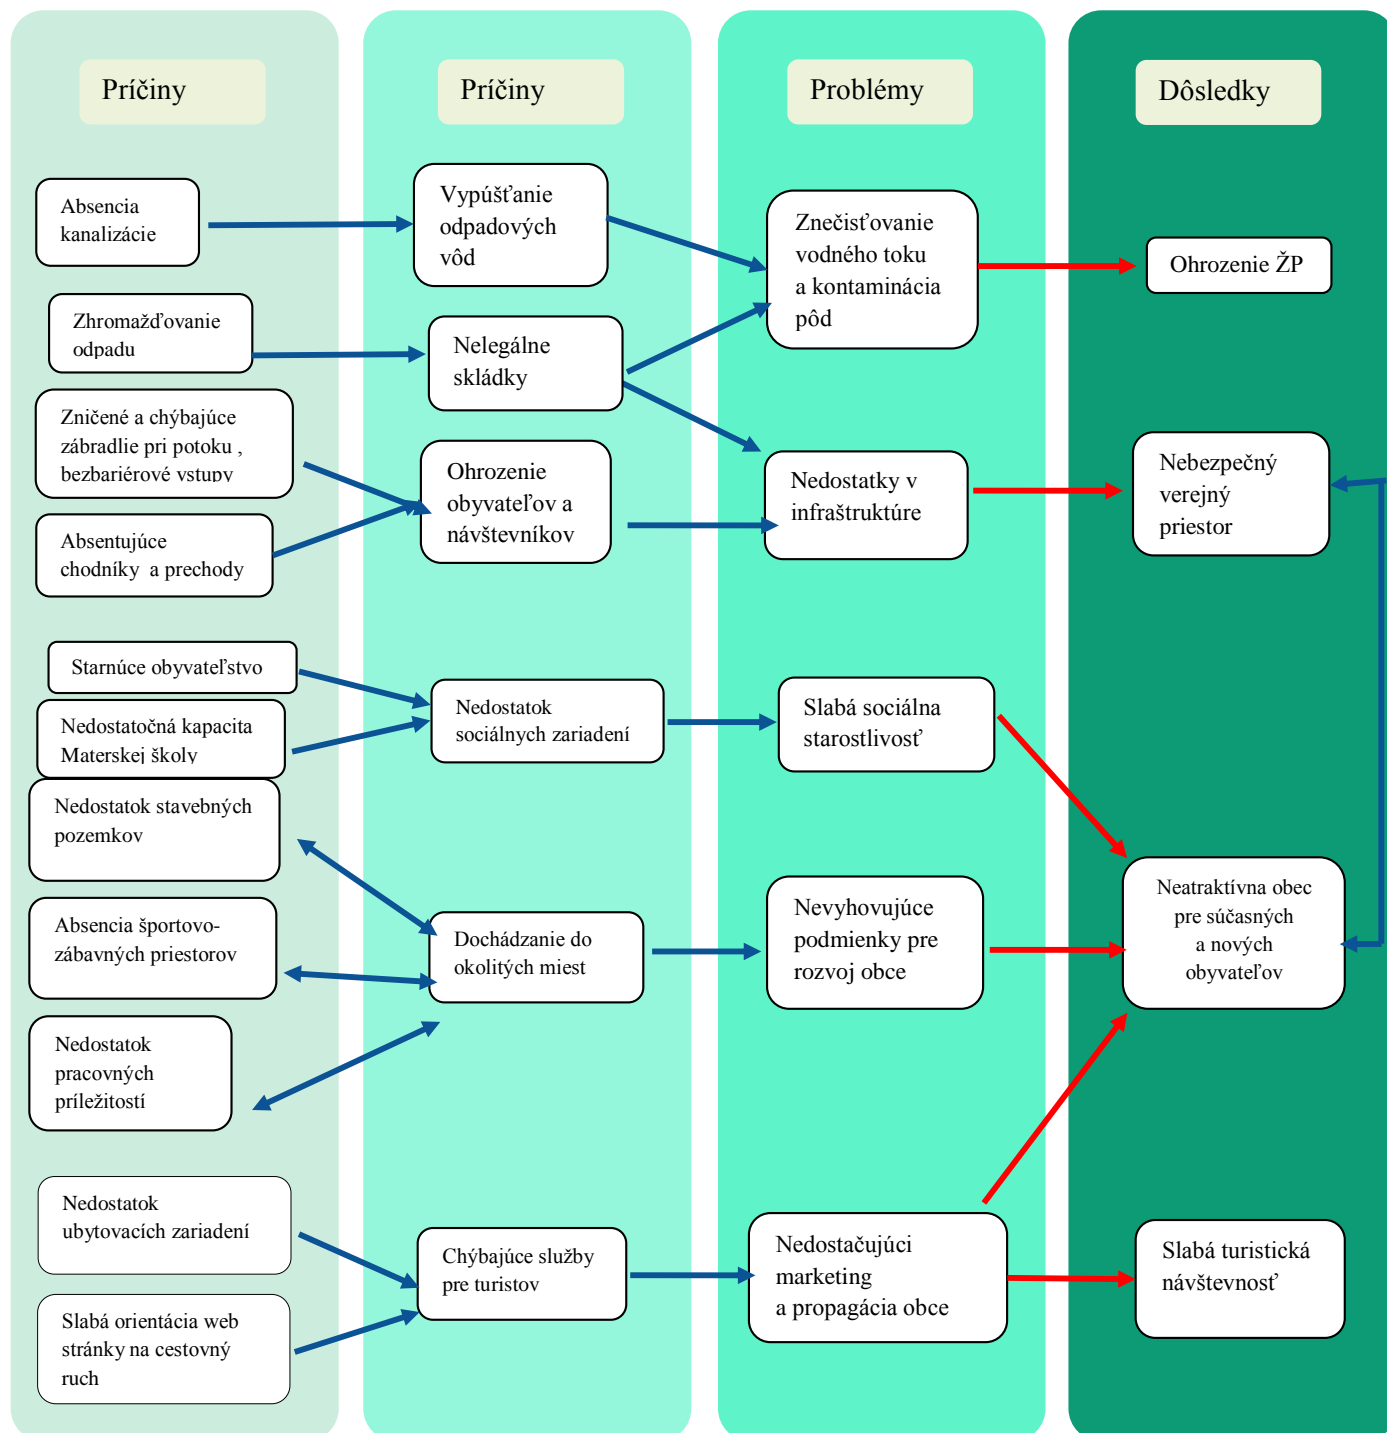 Príčiny
Príčiny
Problémy
Dôsledky
Absencia
kanalizácie
Zhromažďovanie
odpadu
Zničené a chýbajúce
zábradlie pri potoku ,
bezbariérové vstupy
Absentujúce
chodníky a prechody
Starnúce obyvateľstvo
Nedostatočná kapacita
Materskej školy
Nedostatok stavebných
pozemkov
Absencia športovo-
zábavných priestorov
Nedostatok
pracovných
príležitostí
Nedostatok
ubytovacích zariadení
Slabá orientácia web
stránky na cestovný
ruch
Vypúšťanie
odpadových
vôd
Nelegálne
skládky
Ohrozenie
obyvateľov a
návštevníkov
Nedostatok
sociálnych zariadení
Dochádzanie do
okolitých miest
Chýbajúce služby
pre turistov
Znečisťovanie
vodného toku
a kontaminácia
pôd
Nedostatky v
infraštruktúre
Slabá sociálna
starostlivosť
Nevyhovujúce
podmienky pre
rozvoj obce
Nedostačujúci
marketing
a propagácia obce
Ohrozenie ŽP
Nebezpečný
verejný
priestor
Neatraktívna obec
pre súčasných
a nových
obyvateľov
Slabá turistická
návštevnosť